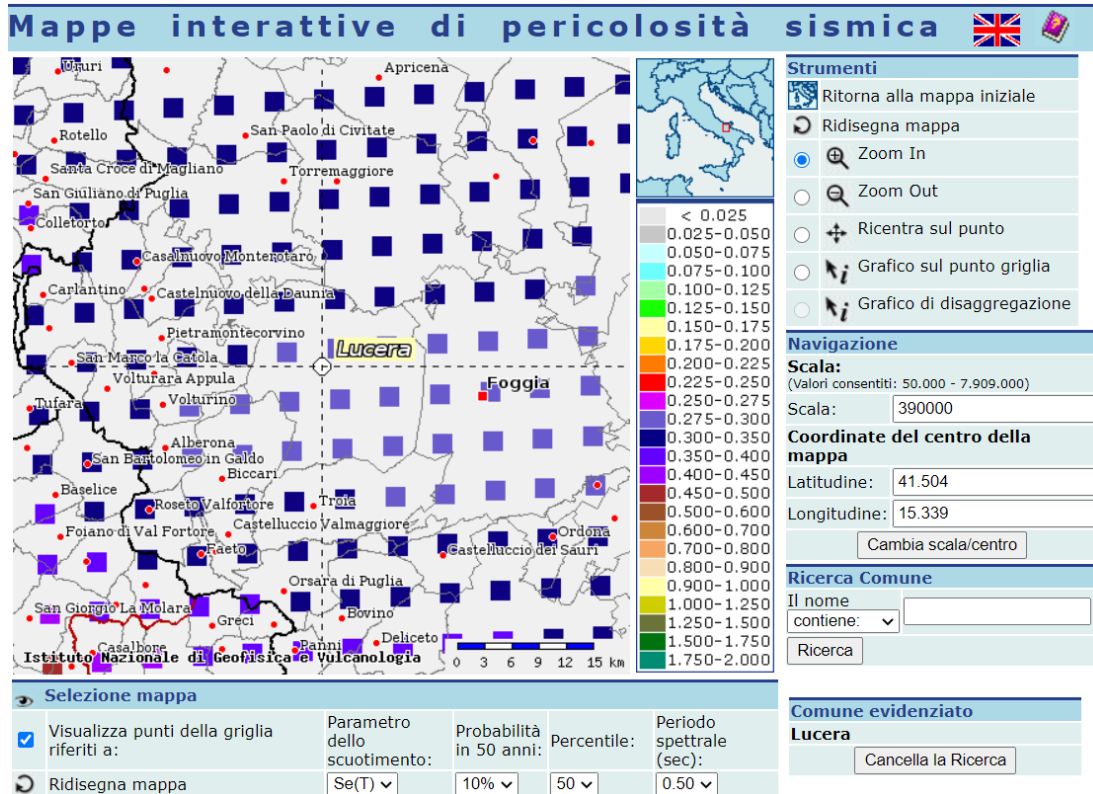 Mappe interattive di pericolosità sismica
Ururi
Apricena
Rotello
San Paolo di Civitate
Santa Croce di Magliano
Torremaggiore
San Giuliano di Puglia
Colletorto
Casalnuovo Monterotaro
Carlantino
Castelnuovo della Daunia
Pietramontecorvino
Lucera
San Marco la Catola
Volturara Appula
Foggia
Tufara
Volturino
Alberona
San Bartolomeo in Galdo
Biccari
Baselice
Roseto Valfortore
Troia
Castelluccio Valmaggiore
Foiano di Val Fortore
Ordona
Faeto
Castelluccio dei Sauri
Orsara di Puglia
San Giorgio La Molara
Greci
Bovino
Deliceto
Casalbore
Panni
Istituto Nazionale di Geofisica e Vulcanologia
0 3 6 9 12 15 km
< 0.025
0.025-0.050
0.050-0.075
0.075-0.100
0.100-0.125
0.125-0.150
0.150-0.175
0.175-0.200
0.200-0.225
0.225-0.250
0.250-0.275
0.275-0.300
0.300-0.350
0.350-0.400
0.400-0.450
0.450-0.500
0.500-0.600
0.600-0.700
0.700-0.800
0.800-0.900
0.900-1.000
1.000-1.250
1.250-1.500
1.500-1.750
1.750-2.000
Strumenti
Ritorna alla mappa iniziale
Ridisegna mappa
Zoom In
Zoom Out
Ricentra sul punto
Grafico sul punto griglia
Grafico di disaggregazione
Navigazione
Scala:
(Valori consentiti: 50.000 - 7.909.000)
Scala: 390000
Coordinate del centro della
mappa
Latitudine: 41.504
Longitudine: 15.339
Cambia scala/centro
Ricerca Comune
Il nome
contiene:
Ricerca
Selezione mappa
Visualizza punti della griglia
riferiti a:
Parametro
dello
scuotimento:
Probabilità
in 50 anni:
Percentile:
Periodo
spettrale
(sec):
Ridisegna mappa
Se(T) 10% 50 0.50
Comune evidenziato
Lucera
Cancella la Ricerca